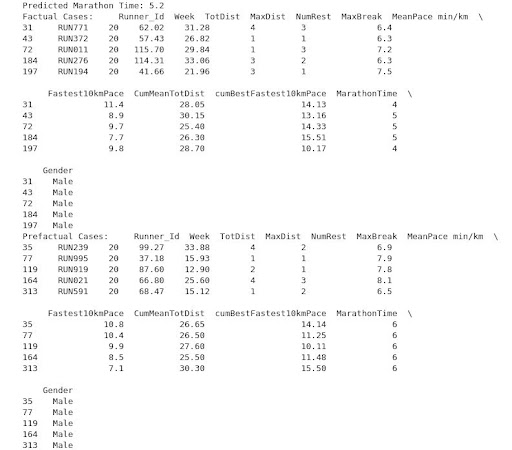 Predicted Marathon Time: 5.2
Factual Cases:     Runner_Id  Week  TotDist  MaxDist  NumRest  MaxBreak  MeanPace min/km  \
31     RUN771    20    62.02    31.28        4         3              6.4
43     RUN372    20    57.43    26.82        1         1              6.3
72     RUN011    20   115.70    29.84        1         3              7.2
184    RUN276    20   114.31    33.06        3         2              6.3
197    RUN194    20    41.66    21.96        3         1              7.5
Fastest10kmPace  CumMeanTotDist  cumBestFastest10kmPace  MarathonTime  \
31              11.4           28.05                   14.13             4
43               8.9           30.15                   13.16             5
72               9.7           25.40                   14.33             5
184              7.7           26.30                   15.51             5
197              9.8           28.70                   10.17             4
Gender
31    Male
43    Male
72    Male
184   Male
197   Male
Prefactual Cases:     Runner_Id  Week  TotDist  MaxDist  NumRest  MaxBreak  MeanPace min/km  \
35     RUN239    20    99.27    33.88        4         2              6.9
77     RUN995    20    37.18    15.93        1         1              7.9
119    RUN919    20    87.60    12.90        2         1              7.8
164    RUN021    20    66.80    25.60        4         3              8.1
313    RUN591    20    68.47    15.12        1         2              6.5
Fastest10kmPace  CumMeanTotDist  cumBestFastest10kmPace  MarathonTime  \
35              10.8           26.65                   14.14             6
77              10.4           26.50                   11.25             6
119              9.9           27.60                   10.11             6
164              8.5           25.50                   11.48             6
313              7.1           30.30                   15.50             6
Gender
35    Male
77    Male
119   Male
164   Male
313   Male